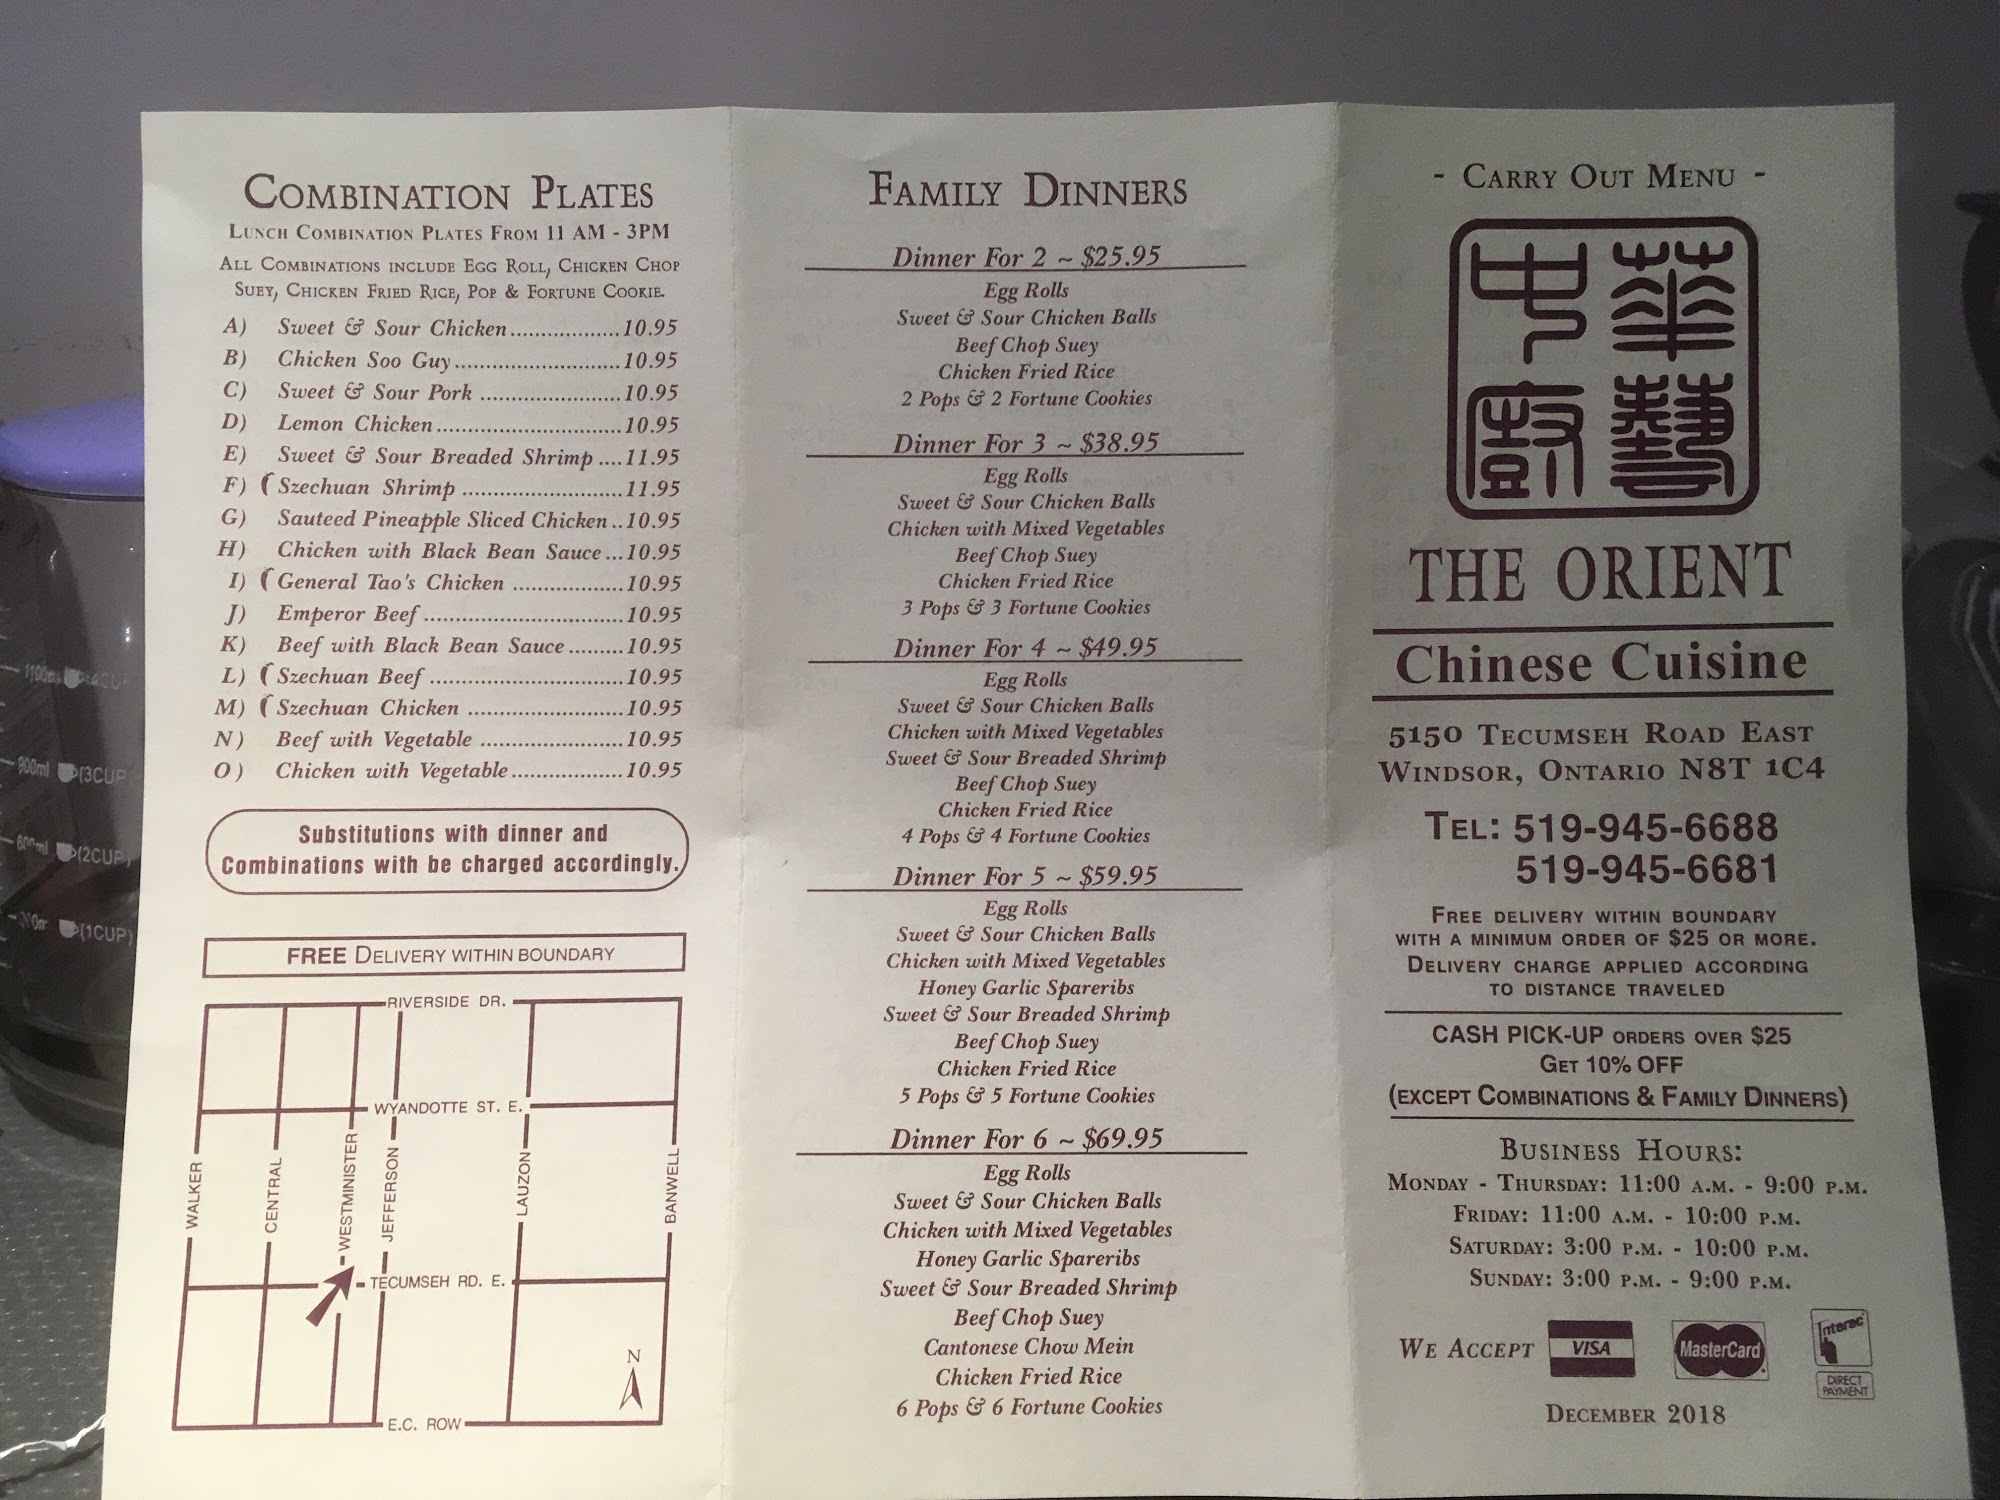 COMBINATION PLATES
LUNCH COMBINATION PLATES FROM 11 AM - 3PM
ALL COMBINATIONS INCLUDE EGG ROLL, CHICKEN CHOP
SUEY, CHICKEN FRIED RICE, POP & FORTUNE COOKIE.
A) Sweet & Sour Chicken...................10.95
B) Chicken Soo Guy............................10.95
C) Sweet & Sour Pork ........................10.95
D) Lemon Chicken................................10.95
E) Sweet & Sour Breaded Shrimp ....11.95
F) Szechuan Shrimp ...........................11.95
G) Sauteed Pineapple Sliced Chicken..10.95
H) Chicken with Black Bean Sauce...10.95
I) General Tao's Chicken ...................10.95
J) Emperor Beef..................................10.95
K) Beef with Black Bean Sauce.........10.95
L) Szechuan Beef .................................10.95
M) Szechuan Chicken ..........................10.95
N) Beef with Vegetable ........................10.95
O) Chicken with Vegetable...................10.95
Substitutions with dinner and
Combinations with be charged accordingly.
FREE DELIVERY WITHIN BOUNDARY
RIVERSIDE DR.
WYANDOTTE ST. E.
WALKER
CENTRAL
WESTMINISTER
JEFFERSON
LAUZON
BANWELL
TECUMSEH RD. E.
N
E.C. ROW
FAMILY DINNERS
Dinner For 2 ~ $25.95
Egg Rolls
Sweet & Sour Chicken Balls
Beef Chop Suey
Chicken Fried Rice
2 Pops & 2 Fortune Cookies
Dinner For 3 ~ $38.95
Egg Rolls
Sweet & Sour Chicken Balls
Chicken with Mixed Vegetables
Beef Chop Suey
Chicken Fried Rice
3 Pops & 3 Fortune Cookies
Dinner For 4 ~ $49.95
Egg Rolls
Sweet & Sour Chicken Balls
Chicken with Mixed Vegetables
Sweet & Sour Breaded Shrimp
Beef Chop Suey
Chicken Fried Rice
4 Pops & 4 Fortune Cookies
Dinner For 5 ~ $59.95
Egg Rolls
Sweet & Sour Chicken Balls
Chicken with Mixed Vegetables
Honey Garlic Spareribs
Sweet & Sour Breaded Shrimp
Beef Chop Suey
Chicken Fried Rice
5 Pops & 5 Fortune Cookies
Dinner For 6 ~ $69.95
Egg Rolls
Sweet & Sour Chicken Balls
Chicken with Mixed Vegetables
Honey Garlic Spareribs
Sweet & Sour Breaded Shrimp
Beef Chop Suey
Cantonese Chow Mein
Chicken Fried Rice
6 Pops & 6 Fortune Cookies
- CARRY OUT MENU -
中華
廚藝
THE ORIENT
Chinese Cuisine
5150 TECUMSEH ROAD EAST
WINDSOR, ONTARIO N8T 1C4
TEL: 519-945-6688
519-945-6681
FREE DELIVERY WITHIN BOUNDARY
WITH A MINIMUM ORDER OF $25 OR MORE.
DELIVERY CHARGE APPLIED ACCORDING
TO DISTANCE TRAVELED
CASH PICK-UP ORDERS OVER $25
GET 10% OFF
(EXCEPT COMBINATIONS & FAMILY DINNERS)
BUSINESS HOURS:
MONDAY - THURSDAY: 11:00 A.M. - 9:00 P.M.
FRIDAY: 11:00 A.M. - 10:00 P.M.
SATURDAY: 3:00 P.M. - 10:00 P.M.
SUNDAY: 3:00 P.M. - 9:00 P.M.
WE ACCEPT VISA MasterCard Interac
DIRECT
PAYMENT
DECEMBER 2018
900ml (3CUP
(2CUP)
(1CUP)